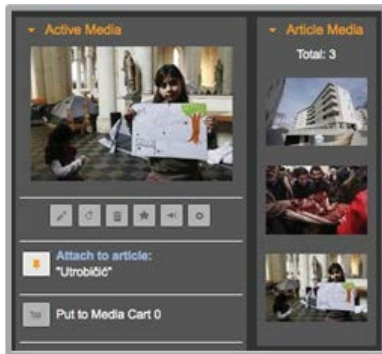 Active Media
Attach to article:
"Utrobičić"
Put to Media Cart 0
Article Media
Total: 3